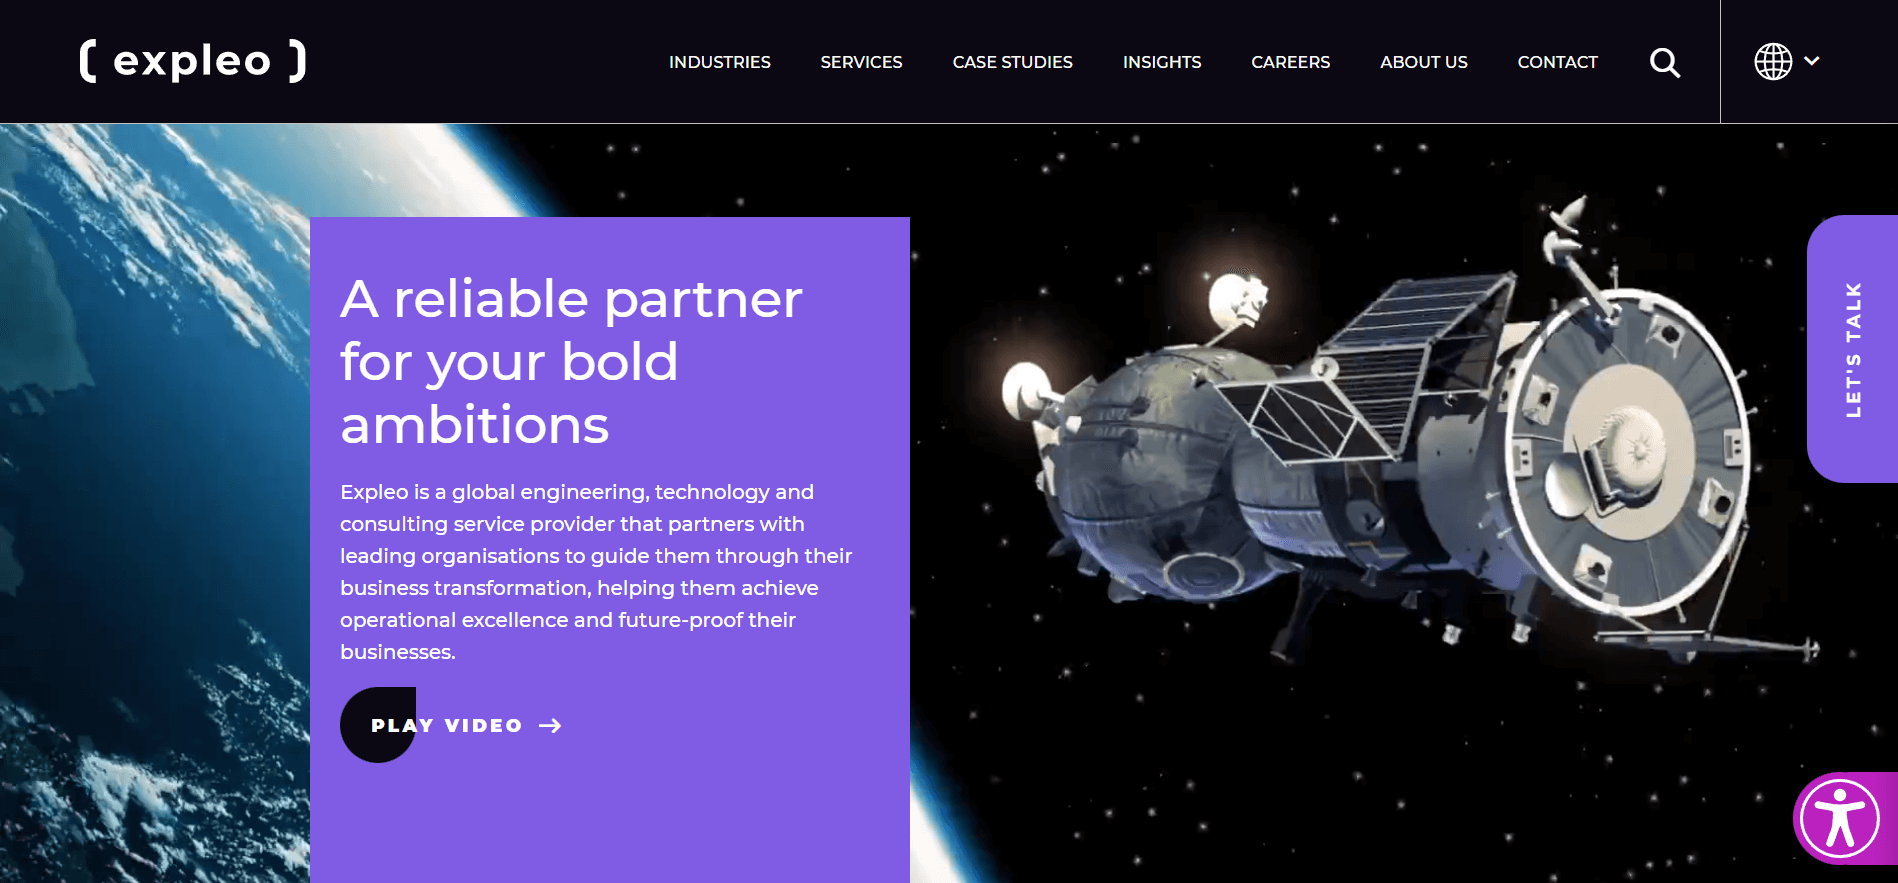 expleo
INDUSTRIES
SERVICES
CASE STUDIES
INSIGHTS
CAREERS
ABOUT US
CONTACT
A reliable partner
for your bold
ambitions
Expleo is a global engineering, technology and
consulting service provider that partners with
leading organisations to guide them through their
business transformation, helping them achieve
operational excellence and future-proof their
businesses.
PLAY VIDEO
LET'S TALK